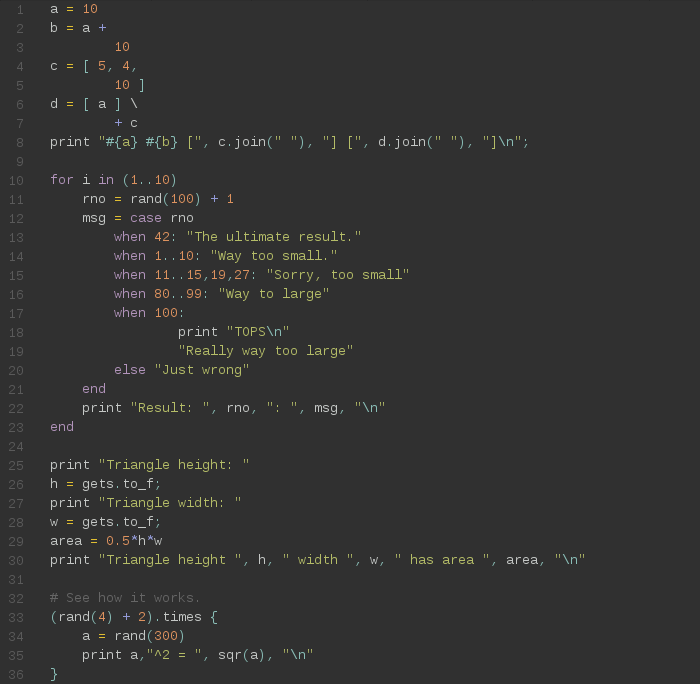 1 a = 10
2 b = a +
3         10
4 c = [ 5, 4,
5         10 ]
6 d = [ a ] \
7         + c
8 print "#{a} #{b} [", c.join(" "), "] [", d.join(" "), "]\n";
9
10 for i in (1..10)
11     rno = rand(100) + 1
12     msg = case rno
13         when 42: "The ultimate result."
14         when 1..10: "Way too small."
15         when 11..15,19,27: "Sorry, too small"
16         when 80..99: "Way to large"
17         when 100:
18                 print "TOPS\n"
19                 "Really way too large"
20         else "Just wrong"
21     end
22     print "Result: ", rno, ": ", msg, "\n"
23 end
24
25 print "Triangle height: "
26 h = gets.to_f;
27 print "Triangle width: "
28 w = gets.to_f;
29 area = 0.5*h*w
30 print "Triangle height ", h, " width ", w, " has area ", area, "\n"
31
32 # See how it works.
33 (rand(4) + 2).times {
34     a = rand(300)
35     print a,"^2 = ", sqr(a), "\n"
36 }